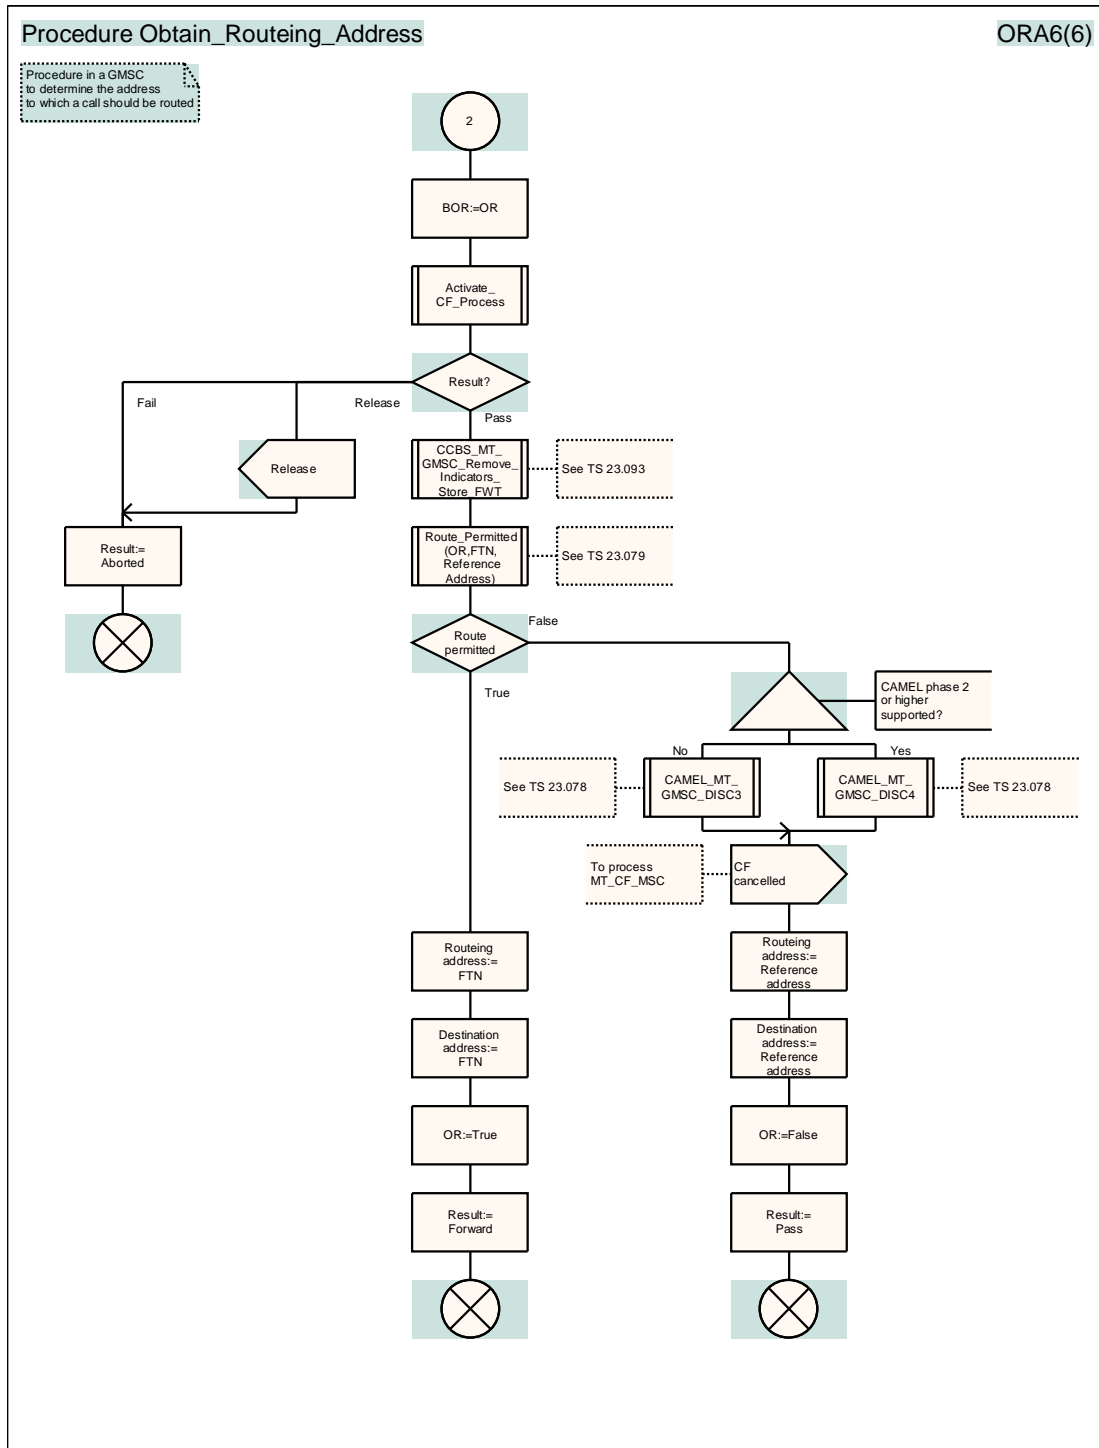 Procedure Obtain_Routeing_Address
ORA6(6)
Procedure in a GMSC
to determine the address
to which a call should be routed
2
BOR:=OR
Activate_
CF_Process
Result?
Fail
Release
Pass
Release
CCBS_MT_
GMSC_Remove_
Indicators_
Store_FWT
See TS 23.093
Result:=
Aborted
Route_Permitted
(OR,FTN,
Reference
Address)
See TS 23.079
Route
permitted
False
True
CAMEL phase 2
or higher
supported?
No
Yes
See TS 23.078
CAMEL_MT_
GMSC_DISC3
CAMEL_MT_
GMSC_DISC4
See TS 23.078
To process
MT_CF_MSC
CF
cancelled
Routeing
address:=
FTN
Routeing
address:=
Reference
address
Destination
address:=
FTN
Destination
address:=
Reference
address
OR:=True
OR:=False
Result:=
Forward
Result:=
Pass